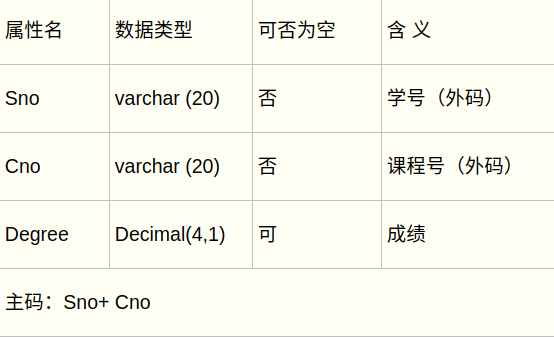 属性名 数据类型 可否为空 含 义
Sno varchar (20) 否 学号（外码）
Cno varchar (20) 否 课程号（外码）
Degree Decimal(4,1) 可 成绩
主码：Sno+ Cno